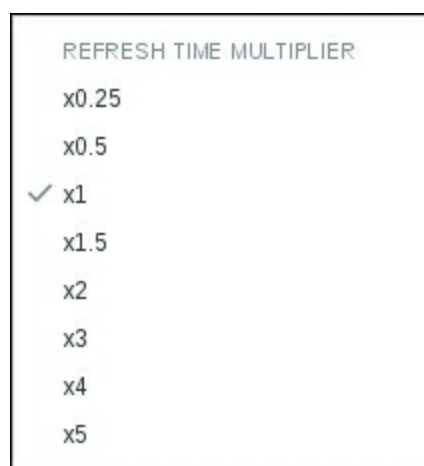 REFRESH TIME MULTIPLIER
x0.25
x0.5
x1
x1.5
x2
x3
x4
x5